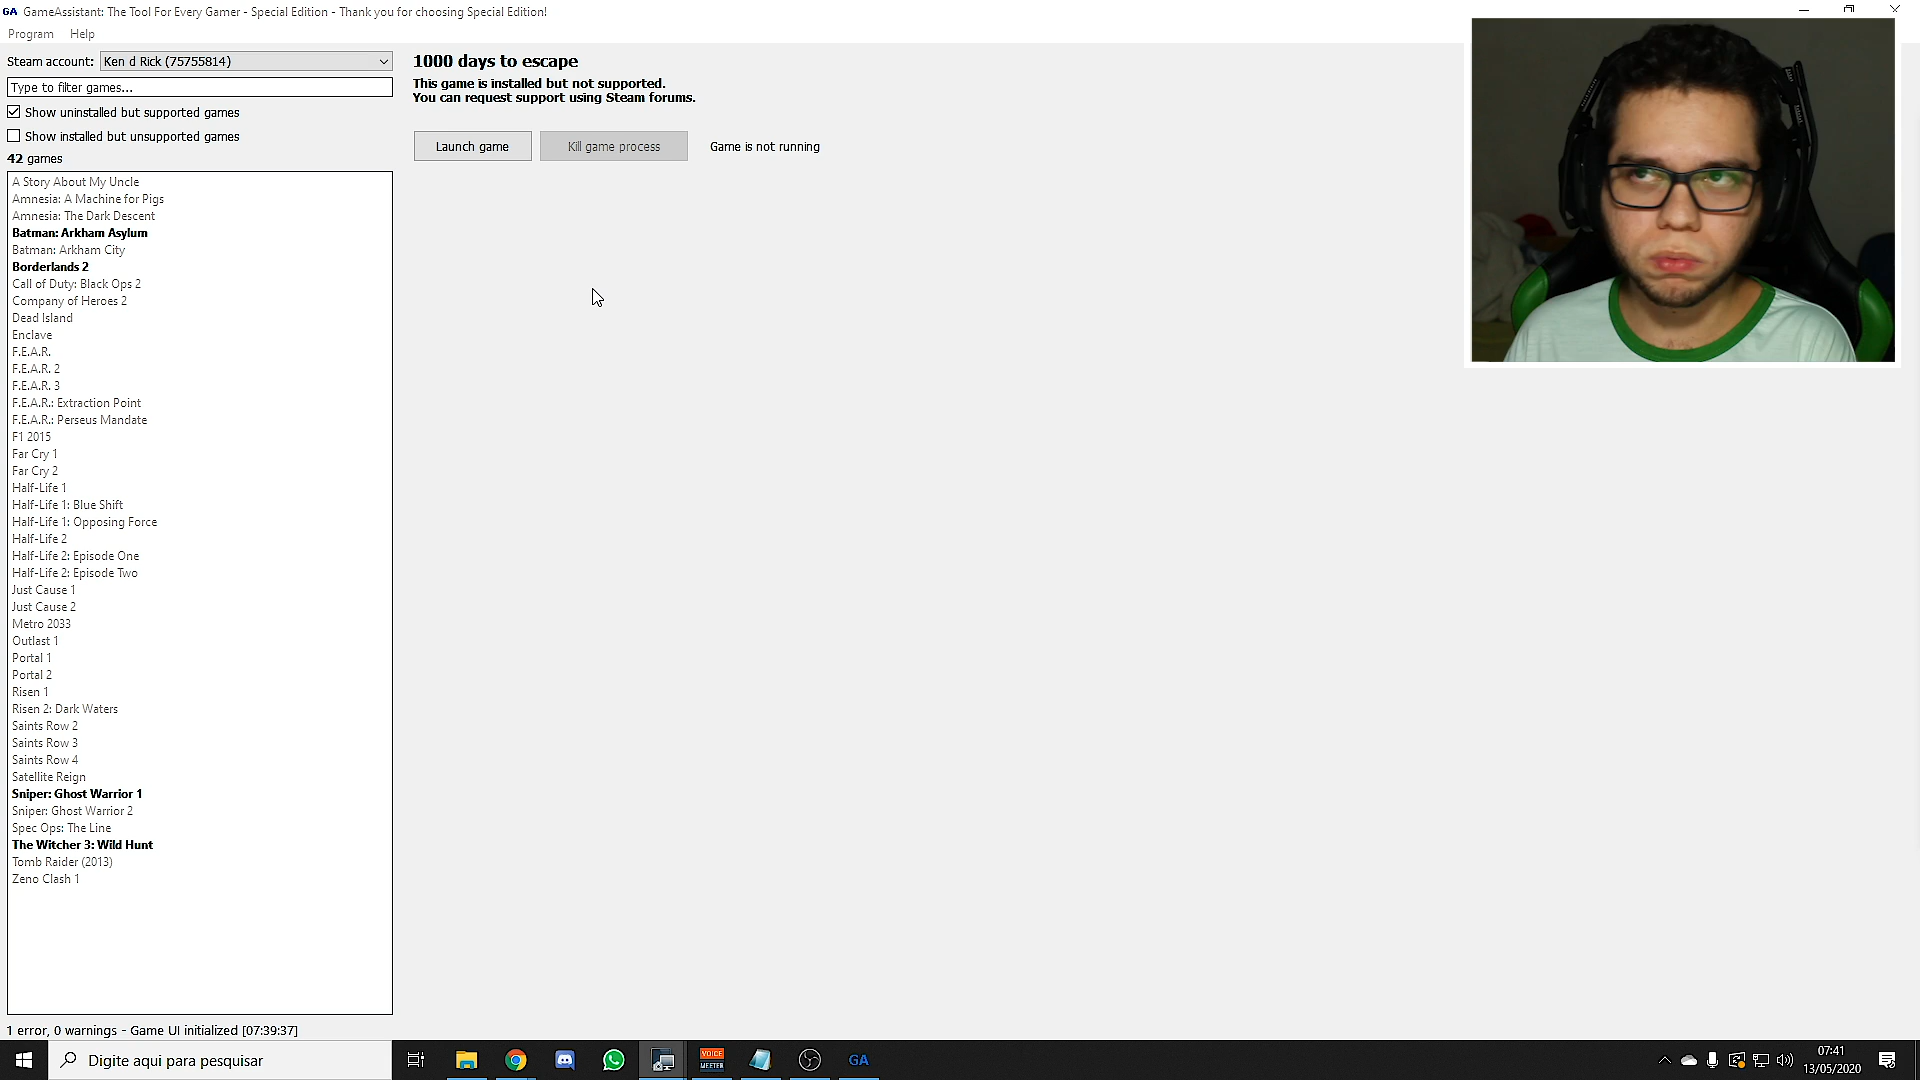 GA GameAssistant: The Tool For Every Gamer - Special Edition - Thank you for choosing Special Edition!
Program Help
Steam account: Ken d Rick (75755814)
Type to filter games...
Show uninstalled but supported games
Show installed but unsupported games
42 games
A Story About My Uncle
Amnesia: A Machine for Pigs
Amnesia: The Dark Descent
Batman: Arkham Asylum
Batman: Arkham City
Borderlands 2
Call of Duty: Black Ops 2
Company of Heroes 2
Dead Island
Enclave
F.E.A.R.
F.E.A.R. 2
F.E.A.R. 3
F.E.A.R.: Extraction Point
F.E.A.R.: Perseus Mandate
F1 2015
Far Cry 1
Far Cry 2
Half-Life 1
Half-Life 1: Blue Shift
Half-Life 1: Opposing Force
Half-Life 2
Half-Life 2: Episode One
Half-Life 2: Episode Two
Just Cause 1
Just Cause 2
Metro 2033
Outlast 1
Portal 1
Portal 2
Risen 1
Risen 2: Dark Waters
Saints Row 2
Saints Row 3
Saints Row 4
Satellite Reign
Sniper: Ghost Warrior 1
Sniper: Ghost Warrior 2
Spec Ops: The Line
The Witcher 3: Wild Hunt
Tomb Raider (2013)
Zeno Clash 1
1 error, 0 warnings - Game UI initialized [07:39:37]
1000 days to escape
This game is installed but not supported.
You can request support using Steam forums.
Launch game Kill game process Game is not running
Digite aqui para pesquisar
VOICE
MEETER
GA
07:41
13/05/2020